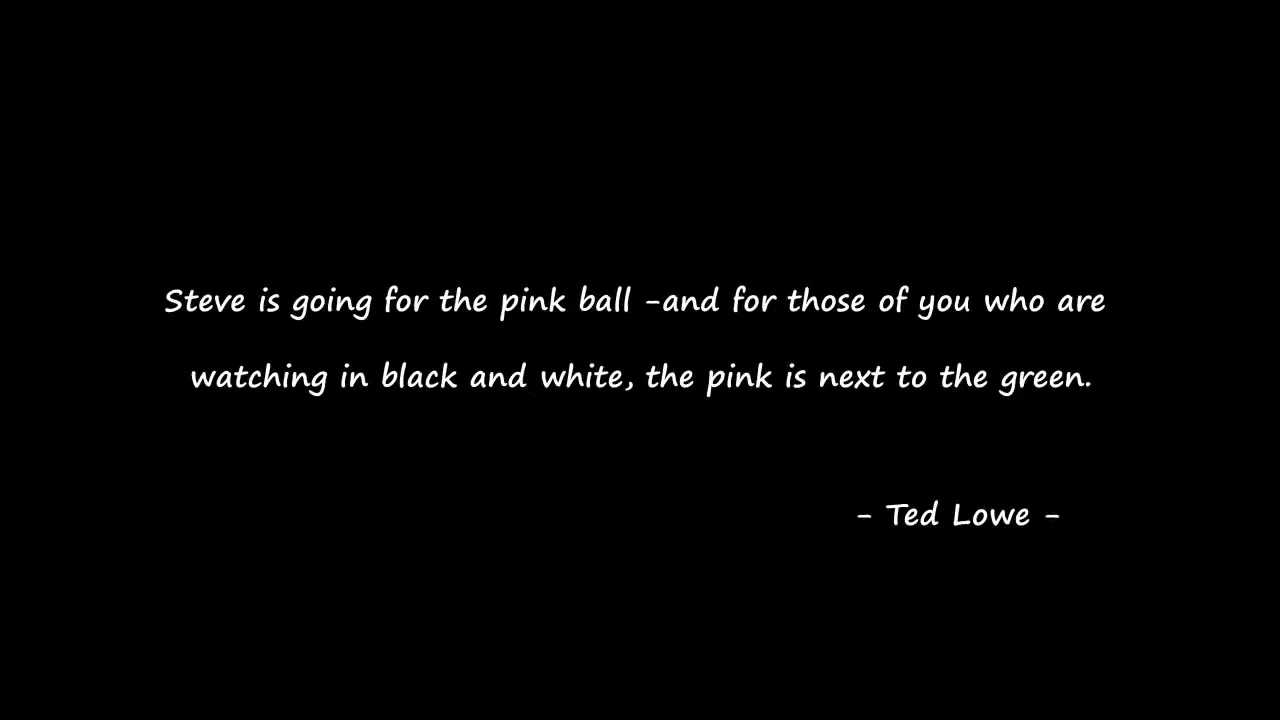 Steve is going for the pink ball -and for those of you who are
watching in black and white, the pink is next to the green.
- Ted Lowe -